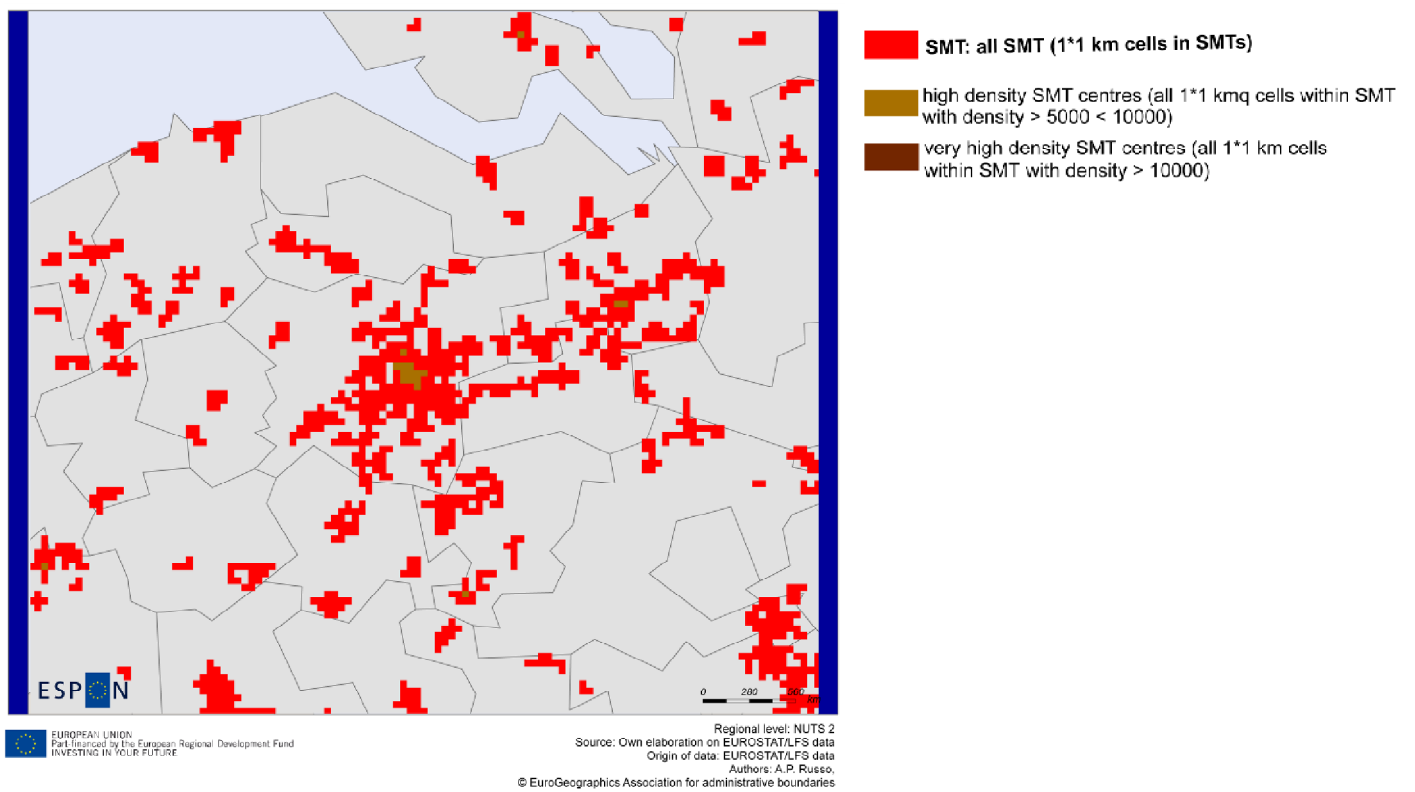 SMT: all SMT (1*1 km cells in SMTs)
high density SMT centres (all 1*1 kmq cells within SMT
with density > 5000 < 10000)
very high density SMT centres (all 1*1 km cells
within SMT with density > 10000)
ESPON
0 280 560
km
EUROPEAN UNION
Part-financed by the European Regional Development Fund
INVESTING IN YOUR FUTURE
Regional level: NUTS 2
Source: Own elaboration on EUROSTAT/LFS data
Origin of data: EUROSTAT/LFS data
Authors: A.P. Russo,
© EuroGeographics Association for administrative boundaries